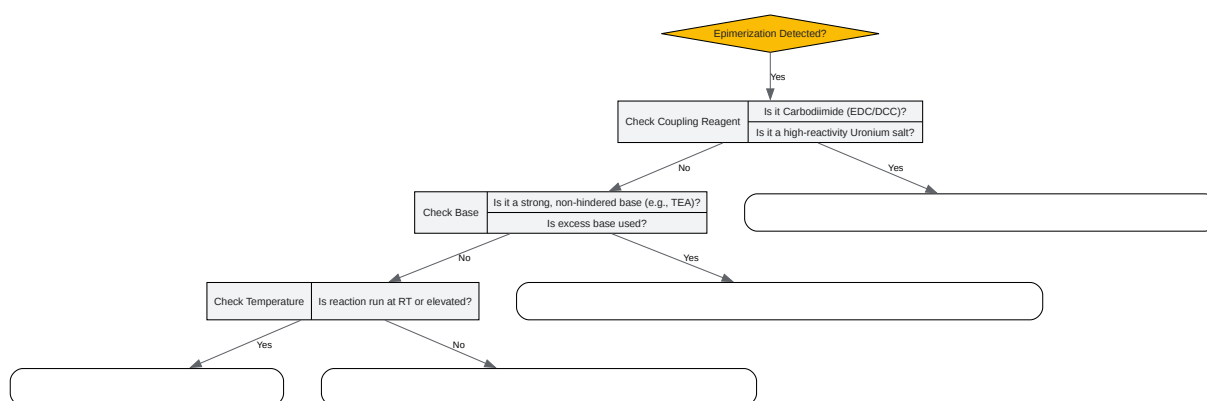 Epimerization Detected?
Yes
Check Coupling Reagent
Is it Carbodiimide (EDC/DCC)?
Is it a high-reactivity Uronium salt?
No
Yes
Check Base
Is it a strong, non-hindered base (e.g., TEA)?
Is excess base used?
No
Yes
Check Temperature
Is reaction run at RT or elevated?
Yes
No